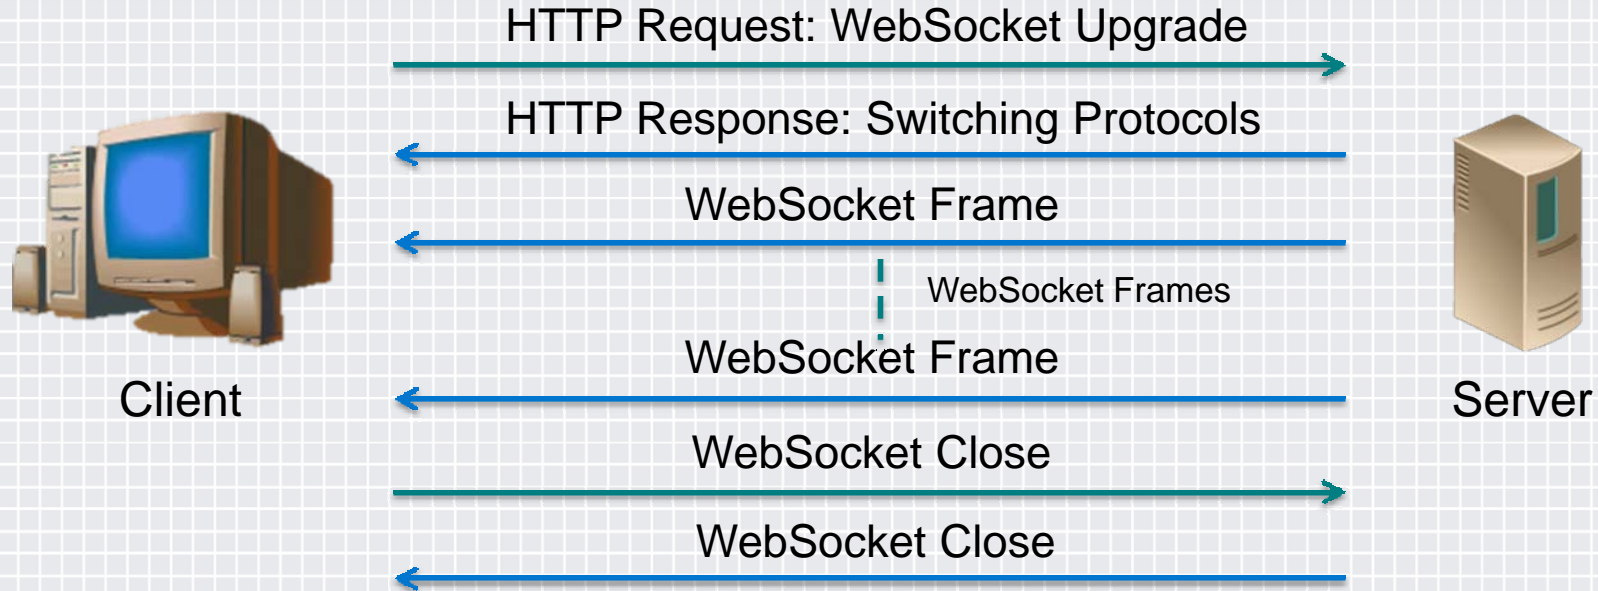 HTTP Request: WebSocket Upgrade
HTTP Response: Switching Protocols
WebSocket Frame
WebSocket Frames
WebSocket Frame
Client
Server
WebSocket Close
WebSocket Close